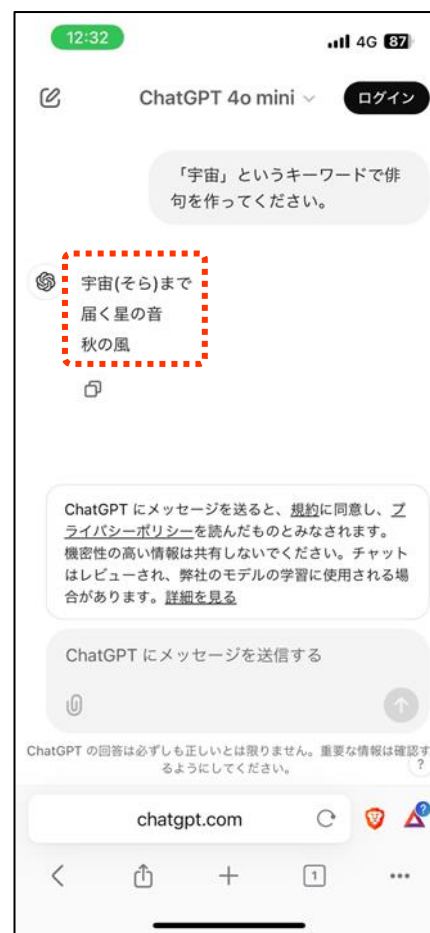 12:32
4G 87
ChatGPT 4o mini
ログイン
「宇宙」というキーワードで俳
句を作ってください。
宇宙(そら)まで
届く星の音
秋の風
ChatGPT にメッセージを送ると、規約に同意し、プ
ライバシーポリシーを読んだものとみなされます。
機密性の高い情報は共有しないでください。チャット
はレビューされ、弊社のモデルの学習に使用される場
合があります。詳細を見る
ChatGPT にメッセージを送信する
ChatGPT の回答は必ずしも正しいとは限りません。重要な情報は確認す
るようにしてください。
?
chatgpt.com
?
1